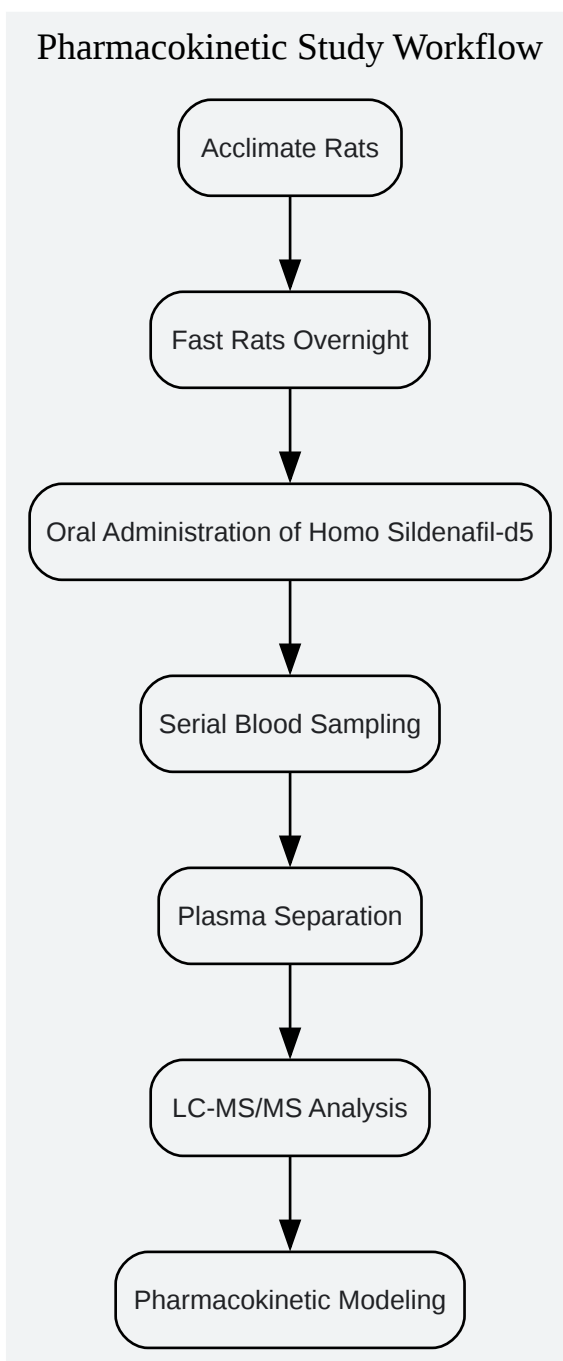 Pharmacokinetic Study Workflow
Acclimate Rats
Fast Rats Overnight
Oral Administration of Homo Sildenafil-d5
Serial Blood Sampling
Plasma Separation
LC-MS/MS Analysis
Pharmacokinetic Modeling